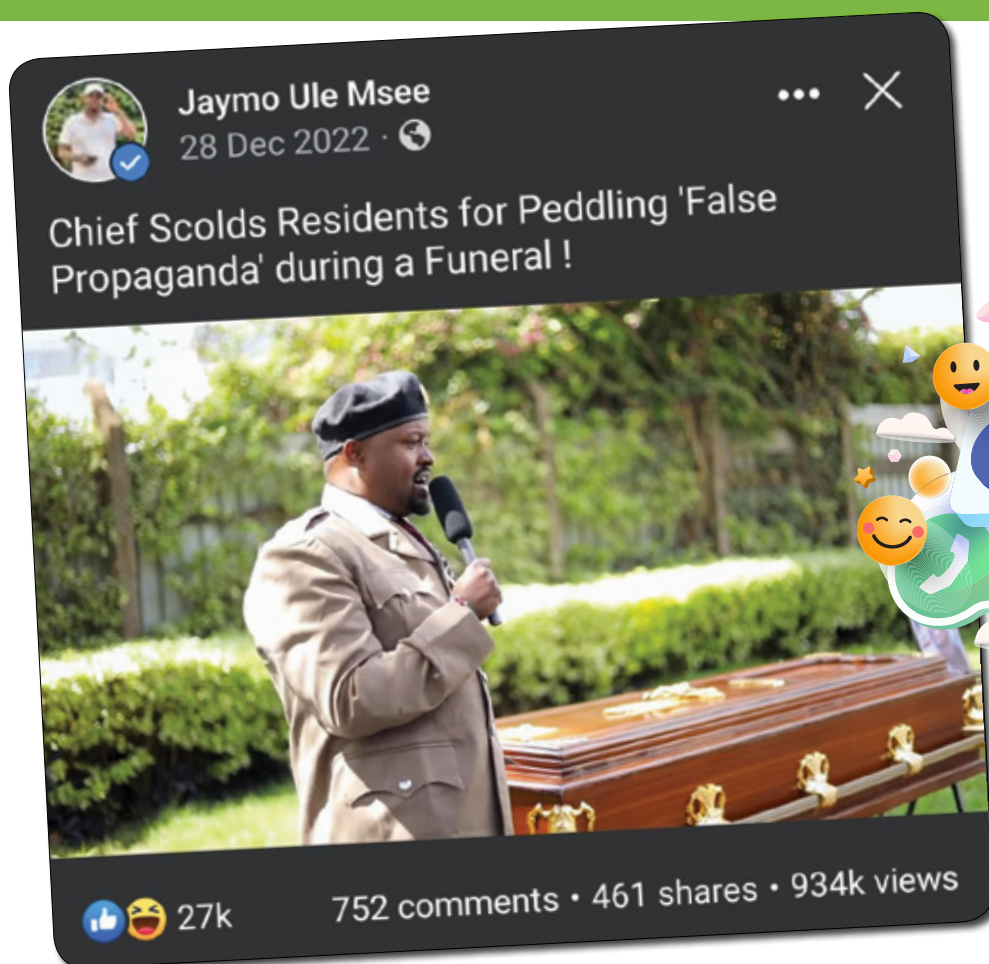 Jaymo Ule Msee
28 Dec 2022 ·
Chief Scolds Residents for Peddling 'False
Propaganda' during a Funeral !
27k
752 comments • 461 shares • 934k views